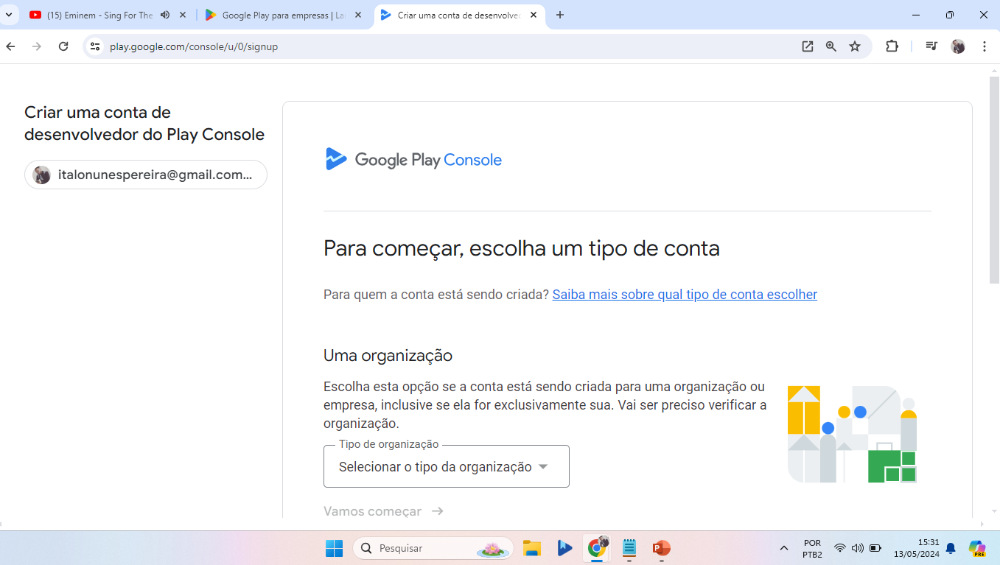 (15) Eminem - Sing For The
Google Play para empresas | La
Criar uma conta de desenvolve
play.google.com/console/u/0/signup
Criar uma conta de
desenvolvedor do Play Console
italonunespereira@gmail.com...
Google Play Console
Para começar, escolha um tipo de conta
Para quem a conta está sendo criada? Saiba mais sobre qual tipo de conta escolher
Uma organização
Escolha esta opção se a conta está sendo criada para uma organização ou
empresa, inclusive se ela for exclusivamente sua. Vai ser preciso verificar a
organização.
Tipo de organização
Selecionar o tipo da organização
Vamos começar
Pesquisar
POR
PTB2
15:31
13/05/2024
PRE